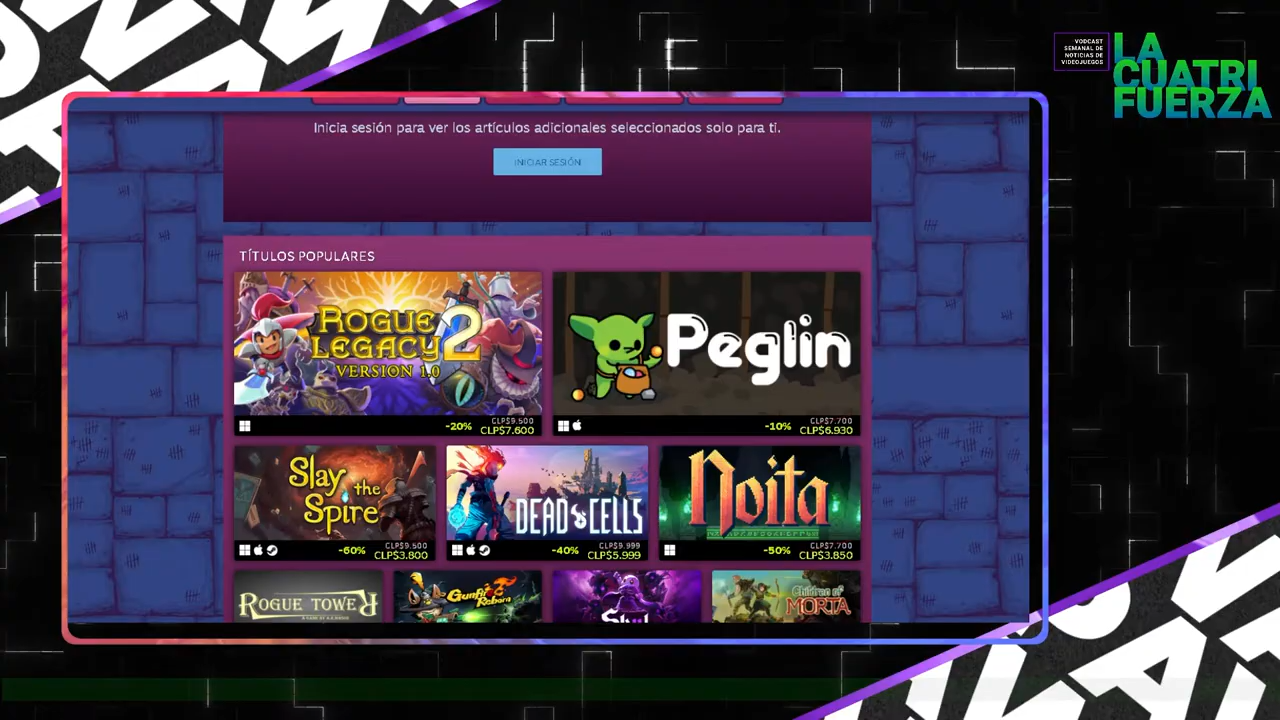 VODCAST
SEMANAL DE
NOTICIAS DE
VIDEOJUEGOS
LA
CUATRI
FUERZA
Inicia sesión para ver los artículos adicionales seleccionados solo para ti.
INICIAR SESIÓN
TÍTULOS POPULARES
ROGUE
LEGACY 2
VERSION 1.0
Peglin
-20% CLP$9.500 CLP$7.600
-10% CLP$7.700 CLP$6.930
Slay
the
Spire
DEAD CELLS
Noita
-60% CLP$9.500 CLP$3.800
-40% CLP$9.999 CLP$5.999
-50% CLP$7.700 CLP$3.850
ROGUE TOWER
Gunfire
Reborn
Skul
Children of
MORTA